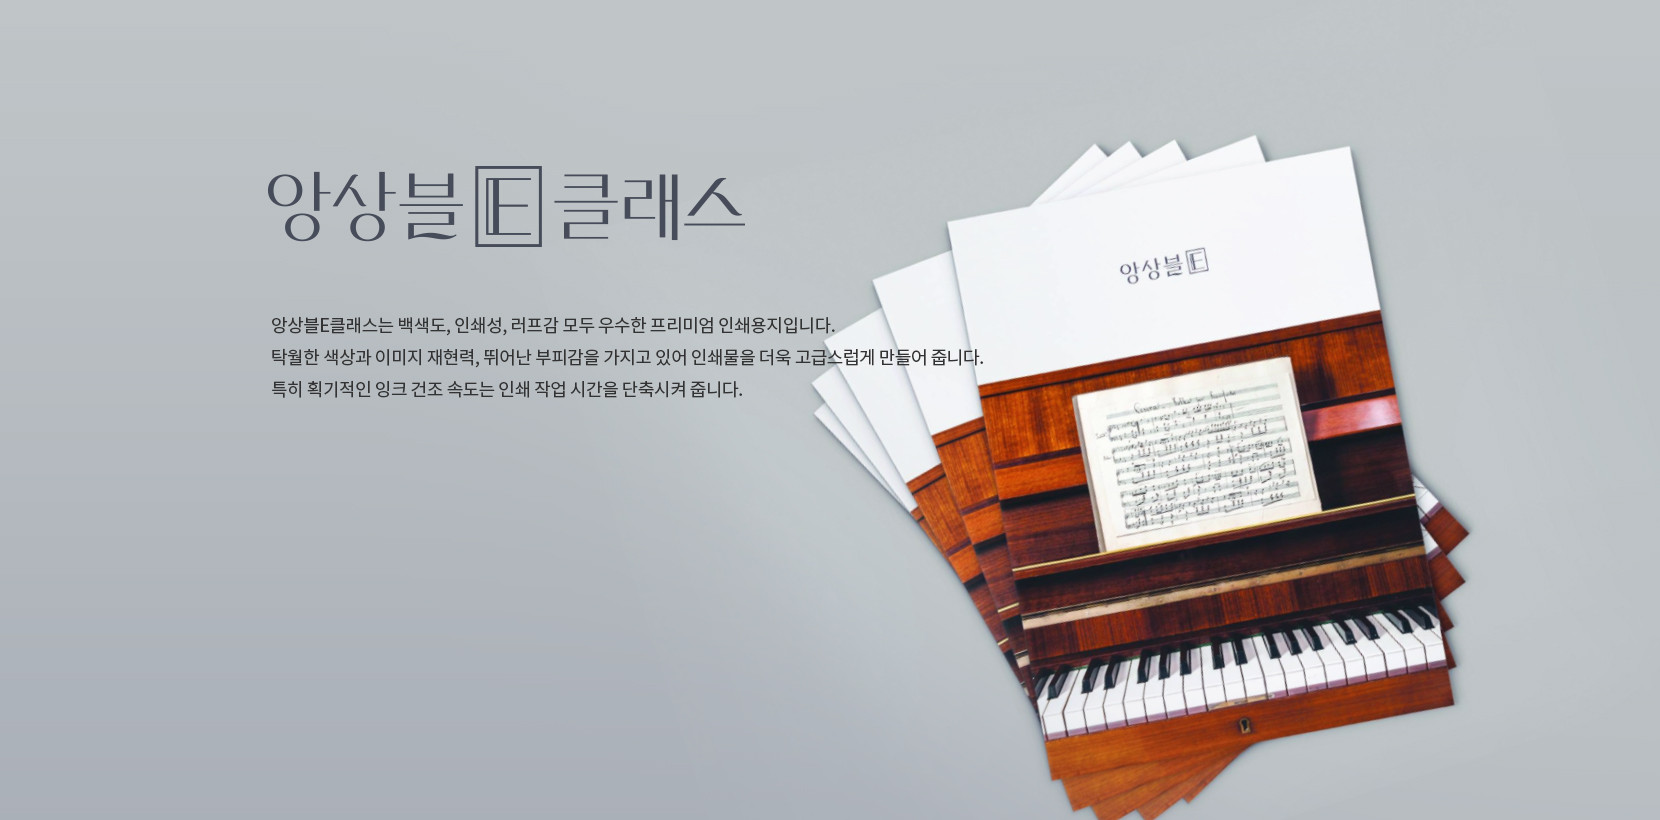 앙상블E클래스
앙상블E클래스는 백색도, 인쇄성, 러프감 모두 우수한 프리미엄 인쇄용지입니다.
탁월한 색상과 이미지 재현력, 뛰어난 부피감을 가지고 있어 인쇄물을 더욱 고급스럽게 만들어 줍니다.
특히 획기적인 잉크 건조 속도는 인쇄 작업 시간을 단축시켜 줍니다.
앙상블E